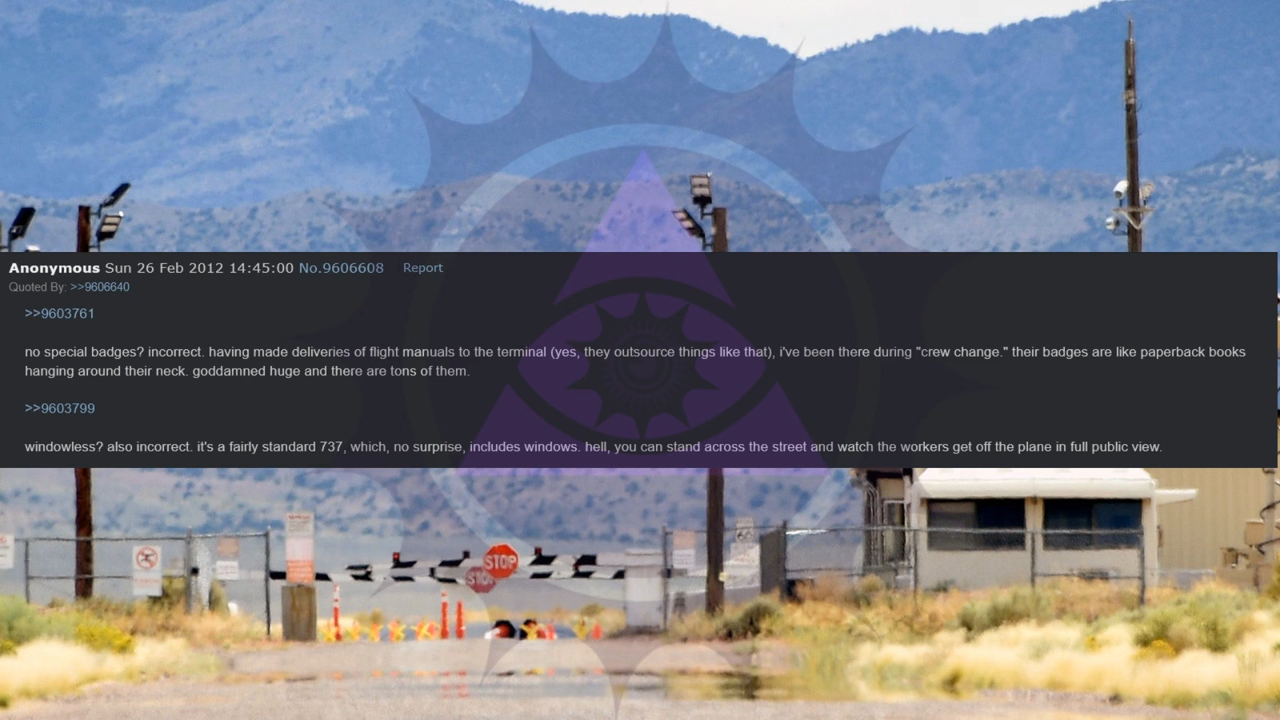 Anonymous Sun 26 Feb 2012 14:45:00 No.9606608 Report
Quoted By: >>9606640
>>9603761
no special badges? incorrect. having made deliveries of flight manuals to the terminal (yes, they outsource things like that), i've been there during "crew change." their badges are like paperback books
hanging around their neck. goddamned huge and there are tons of them.
>>9603799
windowless? also incorrect. it's a fairly standard 737, which, no surprise, includes windows. hell, you can stand across the street and watch the workers get off the plane in full public view.
STOP
STOP